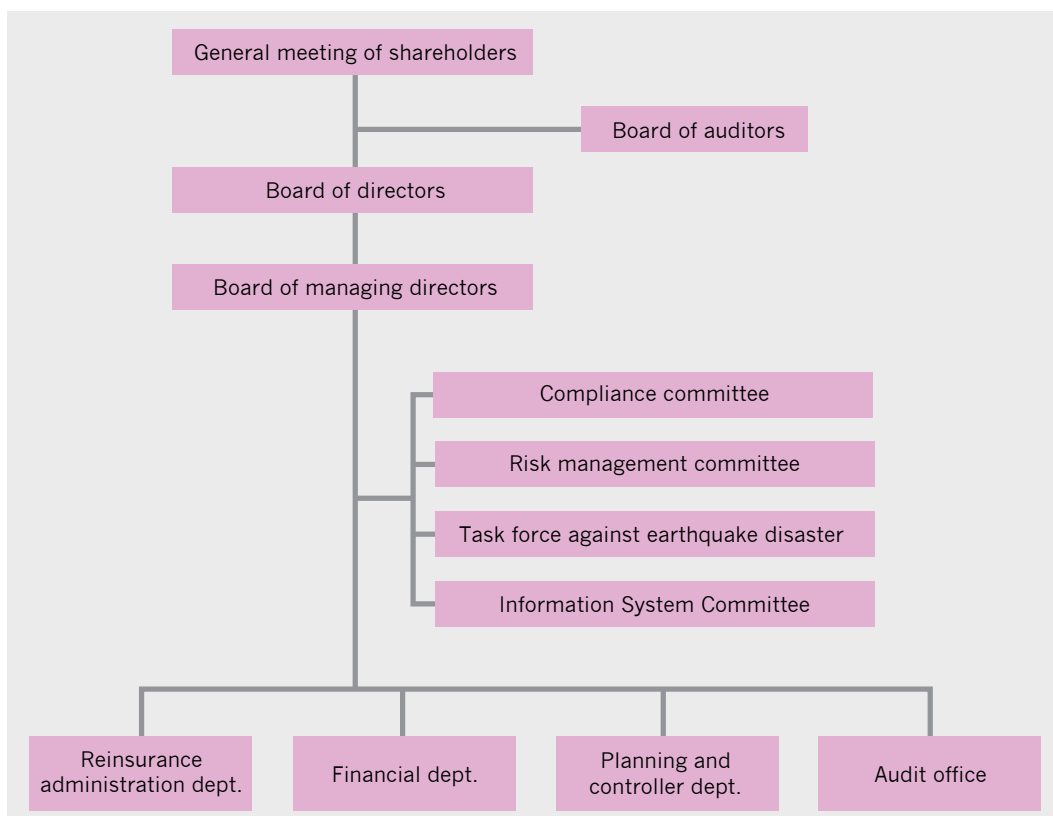 General meeting of shareholders
Board of auditors
Board of directors
Board of managing directors
Compliance committee
Risk management committee
Task force against earthquake disaster
Information System Committee
Reinsurance
administration dept.
Financial dept.
Planning and
controller dept.
Audit office